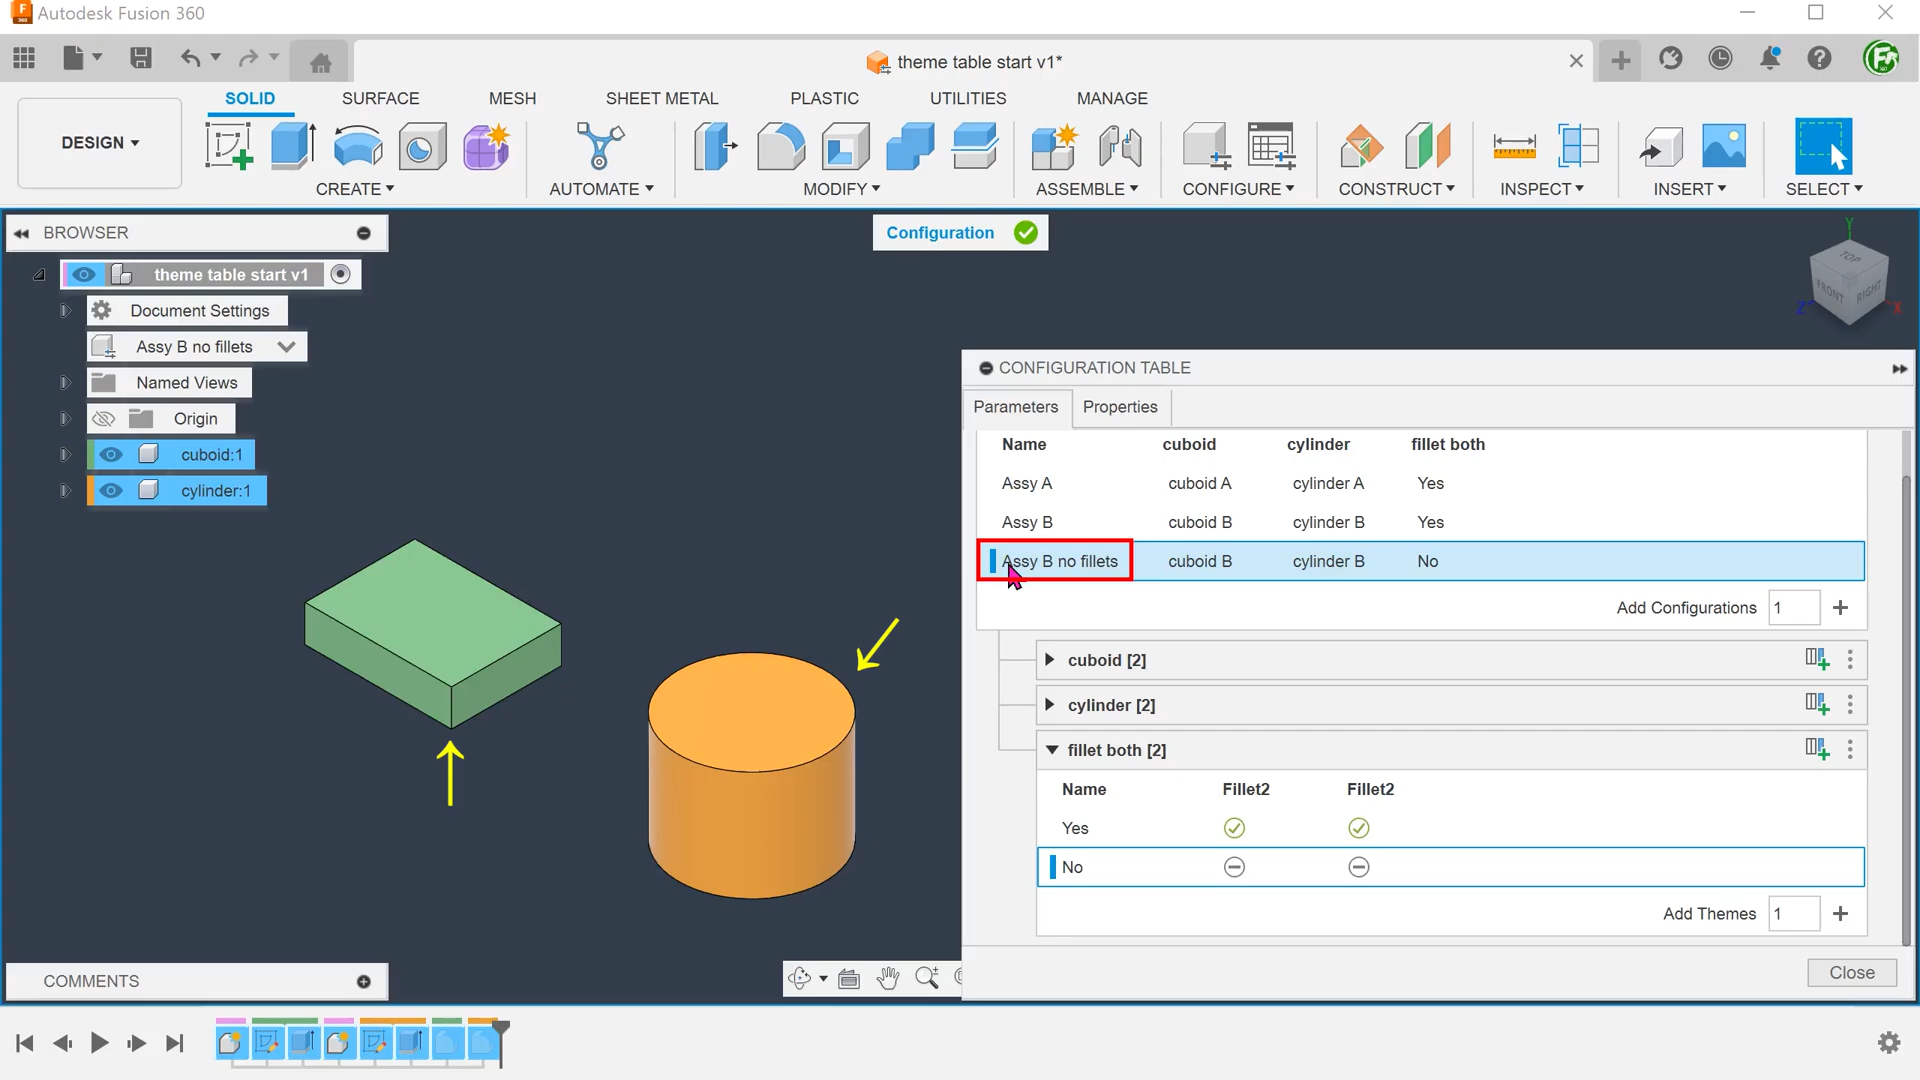 Autodesk Fusion 360
theme table start v1*
DESIGN
SOLID SURFACE MESH SHEET METAL PLASTIC UTILITIES MANAGE
CREATE AUTOMATE MODIFY ASSEMBLE CONFIGURE CONSTRUCT INSPECT INSERT SELECT
BROWSER
Configuration
theme table start v1
Document Settings
Assy B no fillets
Named Views
Origin
cuboid:1
cylinder:1
Y
TOP
FRONT RIGHT
Z X
CONFIGURATION TABLE
Parameters Properties
Name cuboid cylinder fillet both
Assy A cuboid A cylinder A Yes
Assy B cuboid B cylinder B Yes
Assy B no fillets cuboid B cylinder B No
Add Configurations 1
cuboid [2]
cylinder [2]
fillet both [2]
Name Fillet2 Fillet2
Yes
No
Add Themes 1
Close
COMMENTS